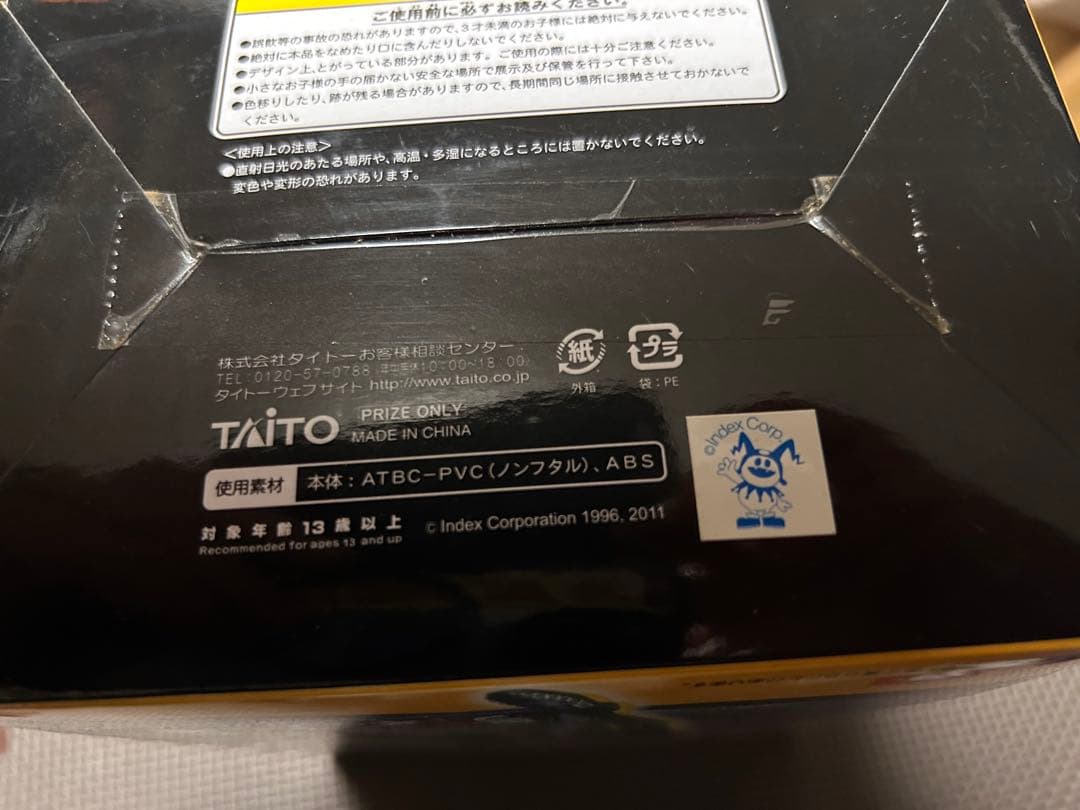 ご使用前に必ずお読みください。
●誤飲等の事故の恐れがありますので、3才未満のお子様には絶対に与えないでください。
●絶対に本品をなめたり口に含んだりしないでください。
●デザイン上、とがっている部分があります。ご使用の際には十分ご注意ください。
●小さなお子様の手の届かない安全な場所で展示及び保管を行って下さい。
●色移りしたり、跡が残る場合がありますので、長期間同じ場所に接触させておかないで
ください。
<使用上の注意>
●直射日光のあたる場所や、高温・多湿になるところには置かないでください。
変色や変形の恐れがあります。
株式会社タイトーお客様相談センター
TEL:0120-57-0788 (年中無休10:00~18:00)
タイトーウェブサイト http://www.taito.co.jp
紙 プラ
外箱 袋:PE
TAITO PRIZE ONLY
MADE IN CHINA
使用素材 本体:ATBC-PVC(ノンフタル)、ABS
対象年齢13歳以上
Recommended for ages 13 and up
© Index Corporation 1996, 2011
©Index Corp.